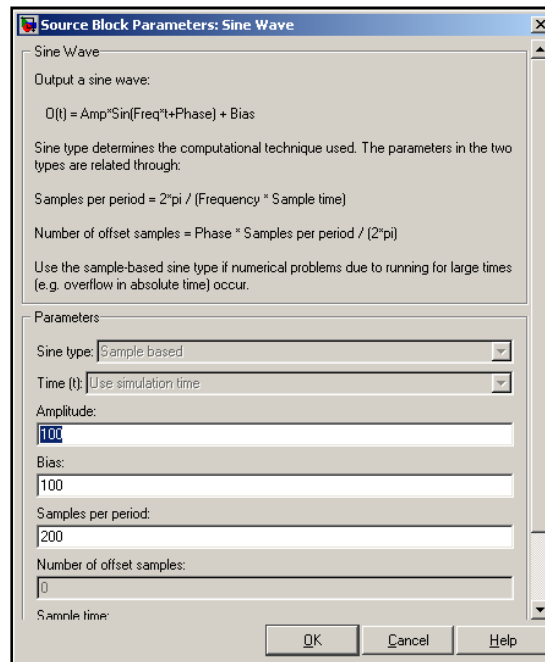 Source Block Parameters: Sine Wave
Sine Wave
Output a sine wave:
O(t) = Amp*Sin(Freq*t+Phase) + Bias
Sine type determines the computational technique used. The parameters in the two
types are related through:
Samples per period = 2*pi / (Frequency * Sample time)
Number of offset samples = Phase * Samples per period / (2*pi)
Use the sample-based sine type if numerical problems due to running for large times
(e.g. overflow in absolute time) occur.
Parameters
Sine type: Sample based
Time (t): Use simulation time
Amplitude:
100
Bias:
100
Samples per period:
200
Number of offset samples:
0
Sample time:
OK Cancel Help